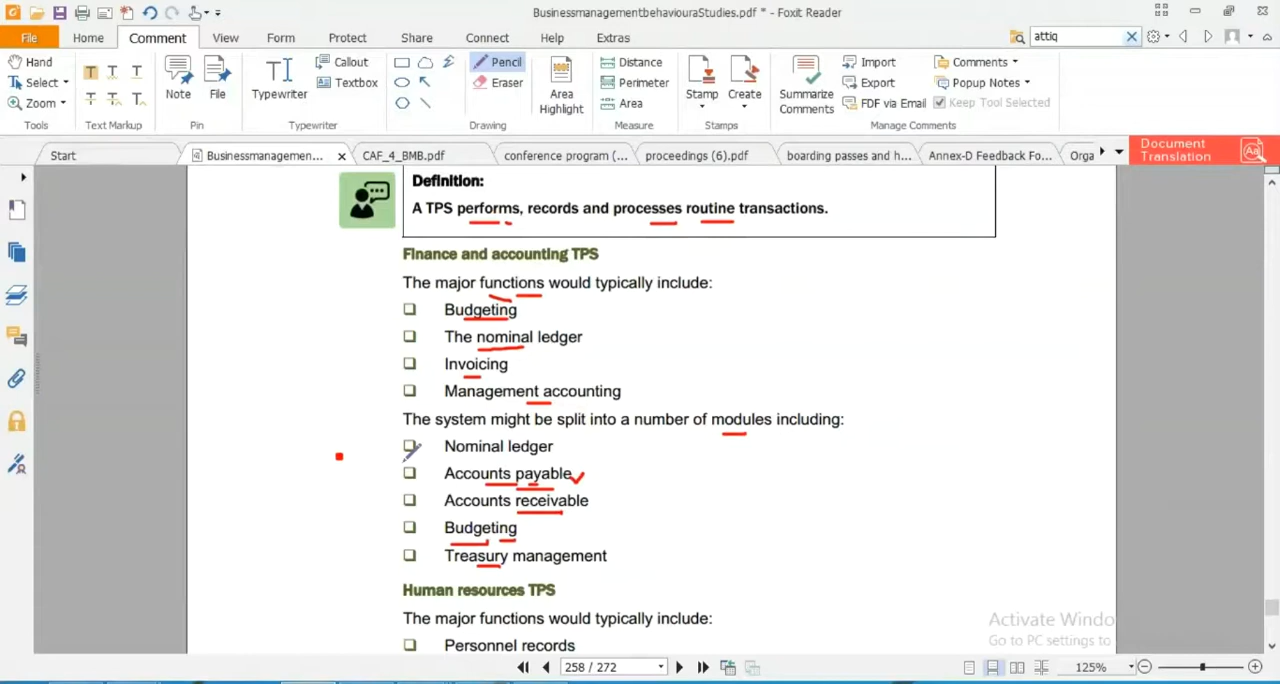 BusinessmanagementbehaviouraStudies.pdf * - Foxit Reader
File Home Comment View Form Protect Share Connect Help Extras attiq
Hand Select Zoom Tools
Text Markup
Note File Pin
Typewriter Callout Textbox Typewriter
Pencil Eraser Area Highlight Drawing
Distance Perimeter Area Measure
Stamp Create Stamps
Summarize Comments Import Export FDF via Email Comments Popup Notes Keep Tool Selected Manage Comments
Start Businessmanagemen... CAF_4_BMB.pdf conference program (... proceedings (6).pdf boarding passes and h... Annex-D Feedback Fo... Orga Document Translation
Definition:
A TPS performs, records and processes routine transactions.
Finance and accounting TPS
The major functions would typically include:
Budgeting
The nominal ledger
Invoicing
Management accounting
The system might be split into a number of modules including:
Nominal ledger
Accounts payable
Accounts receivable
Budgeting
Treasury management
Human resources TPS
The major functions would typically include:
Personnel records
Activate Windo
Go to PC settings to
258 / 272 125%